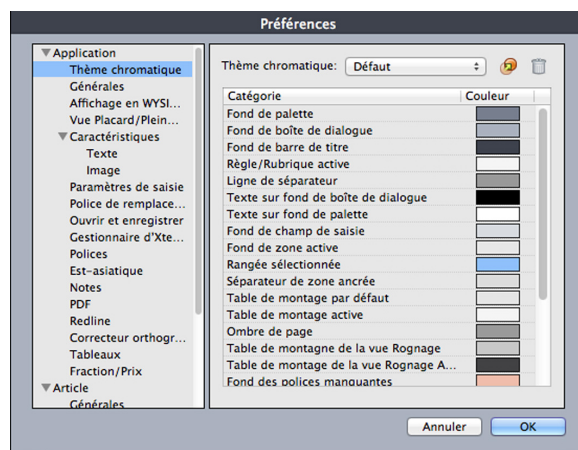 Préférences
Application
Thème chromatique
Générales
Affichage en WYSI...
Vue Placard/Plein...
Caractéristiques
Texte
Image
Paramètres de saisie
Police de remplace...
Ouvrir et enregistrer
Gestionnaire d'Xte...
Polices
Est-asiatique
Notes
PDF
Redline
Correcteur orthogr...
Tableaux
Fraction/Prix
Article
Générales
Thème chromatique: Défaut
Catégorie Couleur
Fond de palette
Fond de boîte de dialogue
Fond de barre de titre
Règle/Rubrique active
Ligne de séparateur
Texte sur fond de boîte de dialogue
Texte sur fond de palette
Fond de champ de saisie
Fond de zone active
Rangée sélectionnée
Séparateur de zone ancrée
Table de montage par défaut
Table de montage active
Ombre de page
Table de montagne de la vue Rognage
Table de montage de la vue Rognage A...
Fond des polices manquantes
Annuler OK